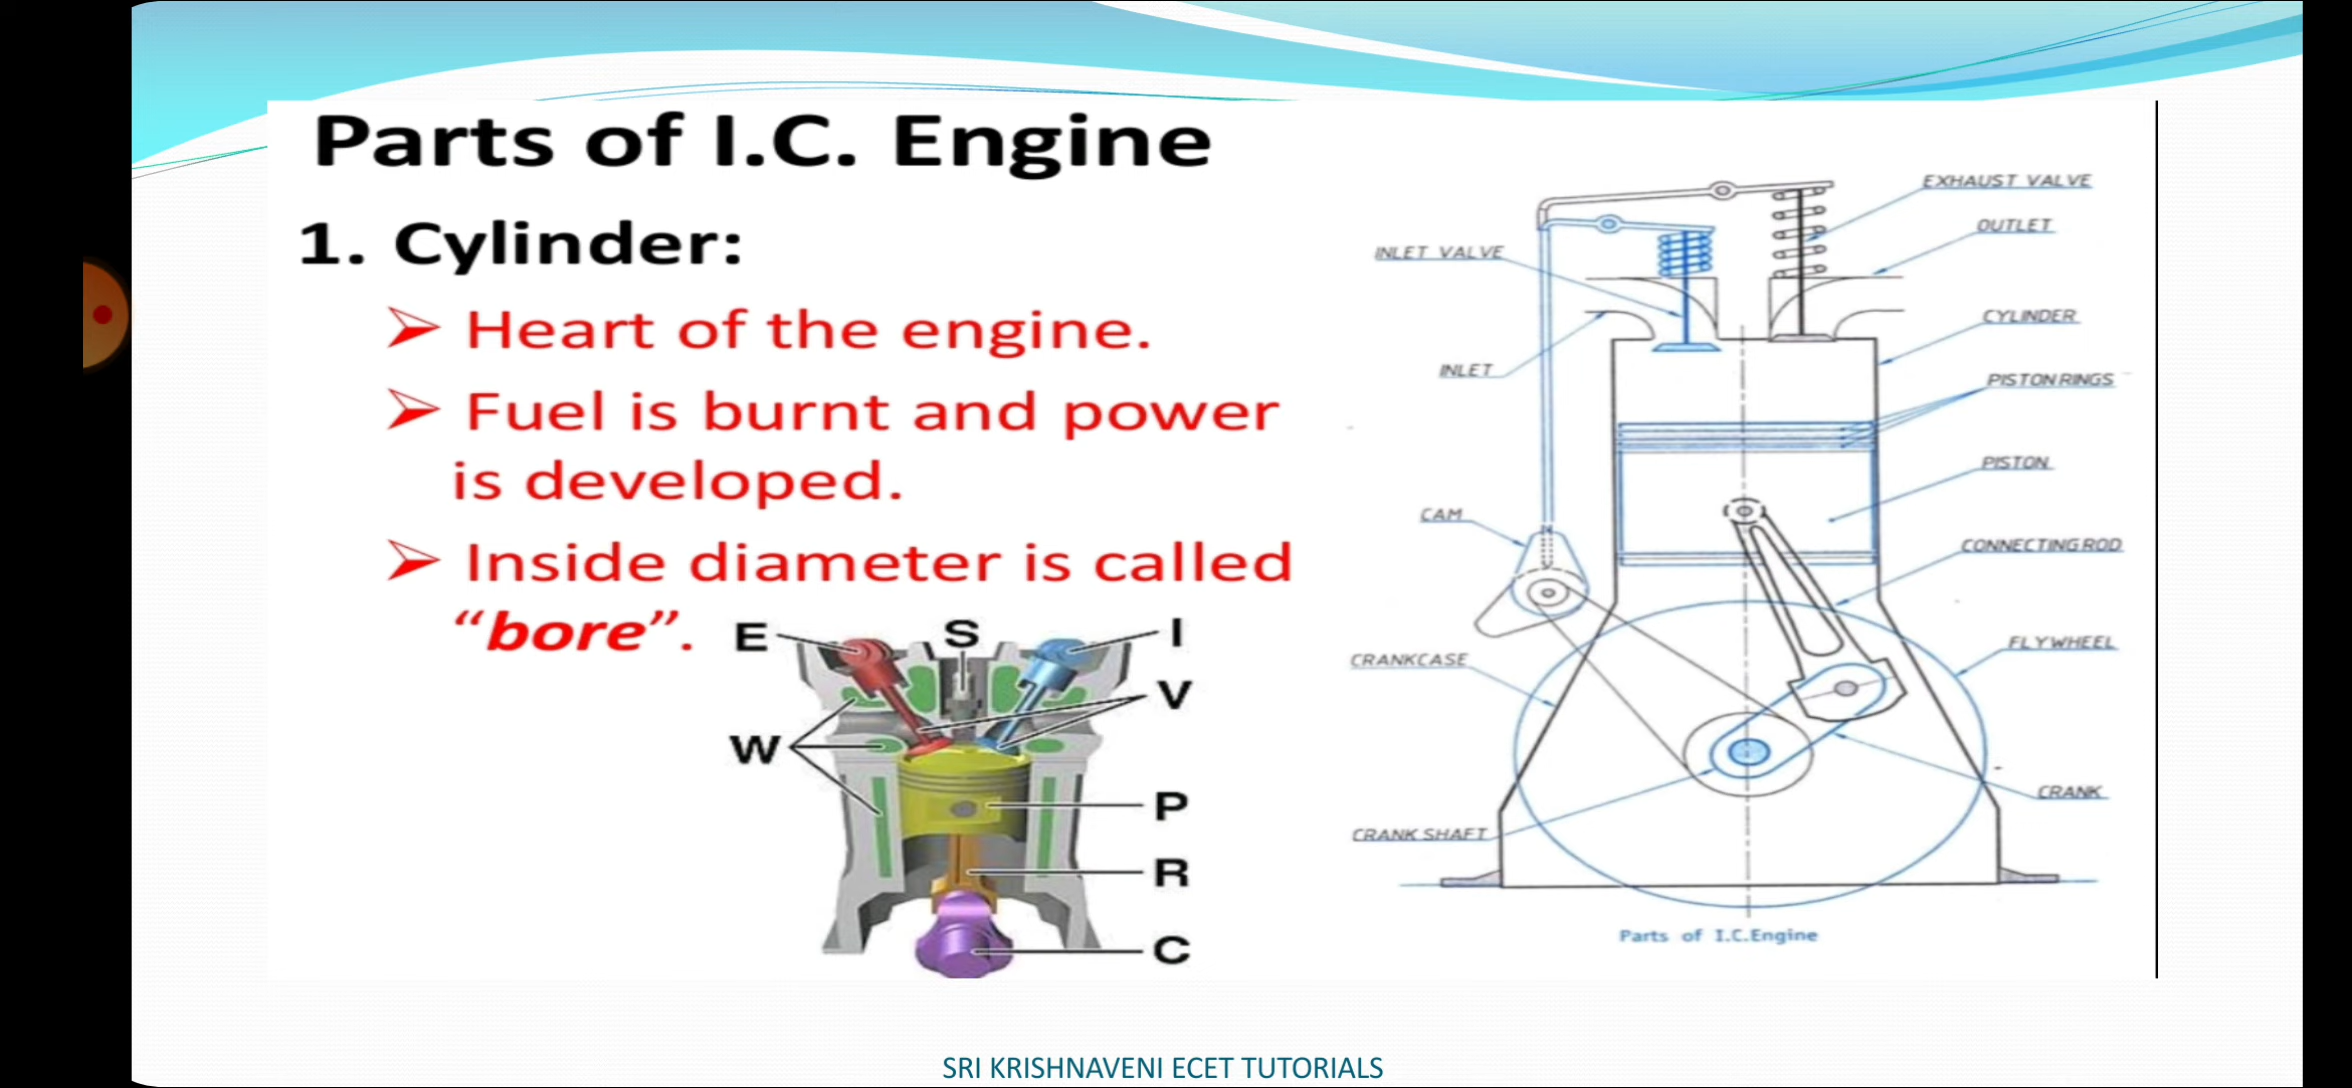 Parts of I.C. Engine
1. Cylinder:
Heart of the engine.
Fuel is burnt and power
is developed.
Inside diameter is called
“bore”.
E
S
I
V
W
P
R
C
EXHAUST VALVE
OUTLET
INLET VALVE
CYLINDER
INLET
PISTON RINGS
PISTON
CAM
CONNECTING ROD
FLYWHEEL
CRANKCASE
CRANK
CRANK SHAFT
Parts of I.C.Engine
SRI KRISHNAVENI ECET TUTORIALS